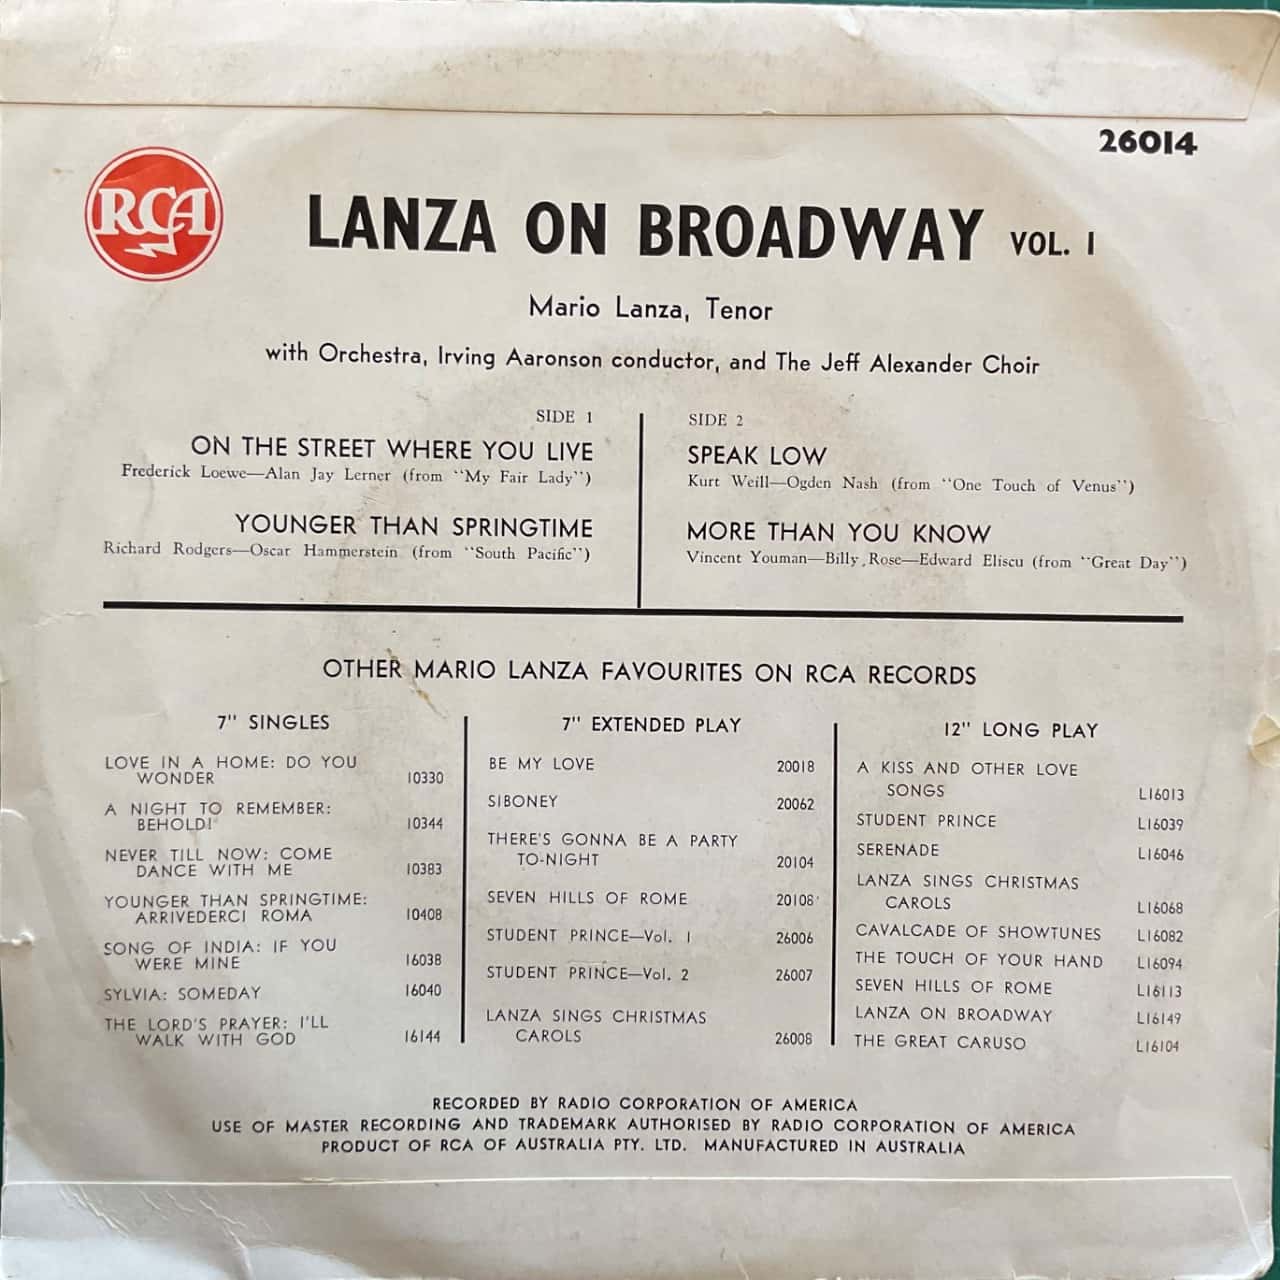 26014
RCA
LANZA ON BROADWAY VOL. 1
Mario Lanza, Tenor
with Orchestra, Irving Aaronson conductor, and The Jeff Alexander Choir
SIDE 1
ON THE STREET WHERE YOU LIVE
Frederick Loewe—Alan Jay Lerner (from "My Fair Lady")
YOUNGER THAN SPRINGTIME
Richard Rodgers—Oscar Hammerstein (from "South Pacific")
SIDE 2
SPEAK LOW
Kurt Weill—Ogden Nash (from "One Touch of Venus")
MORE THAN YOU KNOW
Vincent Youman—Billy Rose—Edward Eliscu (from "Great Day")
OTHER MARIO LANZA FAVOURITES ON RCA RECORDS
7" SINGLES
LOVE IN A HOME: DO YOU
WONDER 10330
A NIGHT TO REMEMBER:
BEHOLD! 10344
NEVER TILL NOW: COME
DANCE WITH ME 10383
YOUNGER THAN SPRINGTIME:
ARRIVEDERCI ROMA 10408
SONG OF INDIA: IF YOU
WERE MINE 16038
SYLVIA: SOMEDAY 16040
THE LORD'S PRAYER: I'LL
WALK WITH GOD 16144
7" EXTENDED PLAY
BE MY LOVE 20018
SIBONEY 20062
THERE'S GONNA BE A PARTY
TO-NIGHT 20104
SEVEN HILLS OF ROME 20108
STUDENT PRINCE—Vol. 1 26006
STUDENT PRINCE—Vol. 2 26007
LANZA SINGS CHRISTMAS
CAROLS 26008
12" LONG PLAY
A KISS AND OTHER LOVE
SONGS L16013
STUDENT PRINCE L16039
SERENADE L16046
LANZA SINGS CHRISTMAS
CAROLS L16068
CAVALCADE OF SHOWTUNES L16082
THE TOUCH OF YOUR HAND L16094
SEVEN HILLS OF ROME L16113
LANZA ON BROADWAY L16149
THE GREAT CARUSO L16104
RECORDED BY RADIO CORPORATION OF AMERICA
USE OF MASTER RECORDING AND TRADEMARK AUTHORISED BY RADIO CORPORATION OF AMERICA
PRODUCT OF RCA OF AUSTRALIA PTY. LTD. MANUFACTURED IN AUSTRALIA